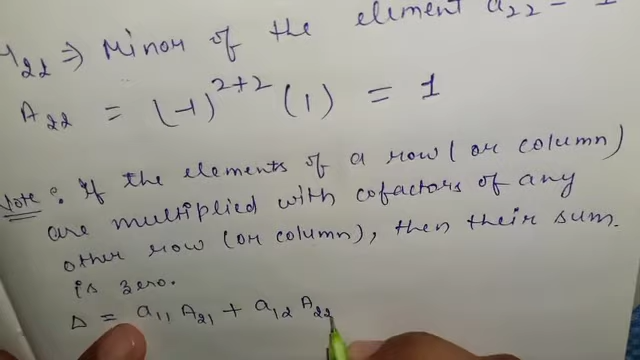 M₂₂ ⇒ Minor of the element a₂₂ = 1
A₂₂ = (-1)²⁺² (1) = 1
Note: If the elements of a row (or column)
are multiplied with cofactors of any
other row (or column), then their sum
is zero.
Δ = a₁₁ A₂₁ + a₁₂ A₂₂